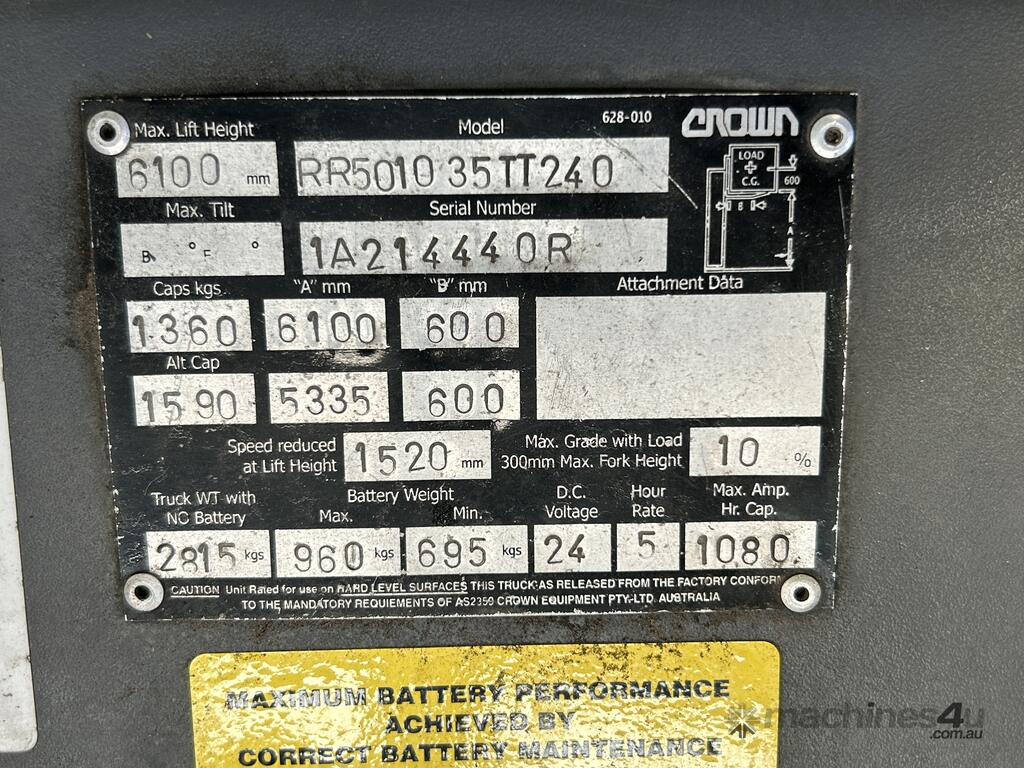 Max. Lift Height Model 628-010 CROWN
6100 mm RR5010 35TT240 LOAD
C.G. 600
Max. Tilt Serial Number
B ° F ° 1A214440R B A
Caps kgs "A" mm "B" mm Attachment Data
1360 6100 600
Alt Cap
1590 5335 600
Speed reduced at Lift Height 1520 mm Max. Grade with Load 300mm Max. Fork Height 10 %
Truck WT with NO Battery Battery Weight Max. Min. D.C. Voltage Hour Rate Max. Amp. Hr. Cap.
2815 kgs 960 kgs 695 kgs 24 5 1080
CAUTION Unit Rated for use on HARD LEVEL SURFACES THIS TRUCK AS RELEASED FROM THE FACTORY CONFORM
TO THE MANDATORY REQUIEMENTS OF AS2359 CROWN EQUIPMENT PTY-LTD. AUSTRALIA
MAXIMUM BATTERY PERFORMANCE
ACHIEVED BY
CORRECT BATTERY MAINTENANCE
machines4u
.com.au